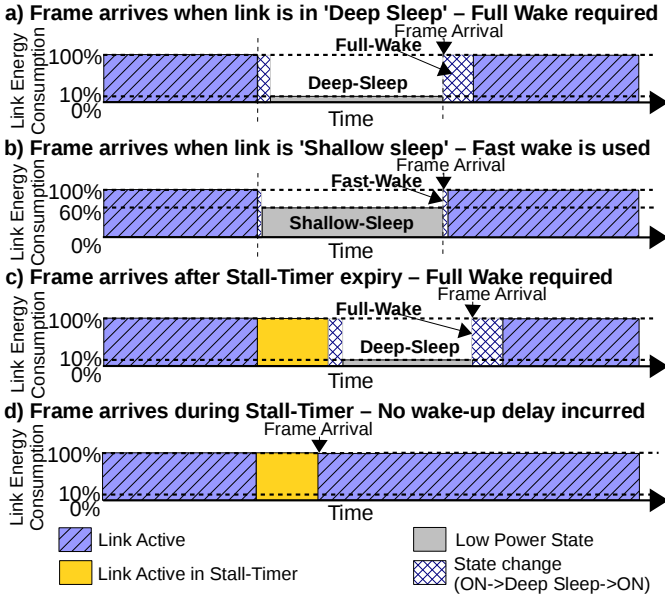 a) Frame arrives when link is in 'Deep Sleep' – Full Wake required
Link Energy
Consumption
100%
10%
0%
Full-Wake
Frame Arrival
Deep-Sleep
Time
b) Frame arrives when link is 'Shallow sleep' – Fast wake is used
Link Energy
Consumption
100%
60%
0%
Frame Arrival
Fast-Wake
Shallow-Sleep
Time
c) Frame arrives after Stall-Timer expiry – Full Wake required
Link Energy
Consumption
100%
10%
0%
Frame Arrival
Full-Wake
Deep-Sleep
Time
d) Frame arrives during Stall-Timer – No wake-up delay incurred
Link Energy
Consumption
100%
10%
0%
Frame Arrival
Time
Link Active
Low Power State
Link Active in Stall-Timer
State change
(ON->Deep Sleep->ON)